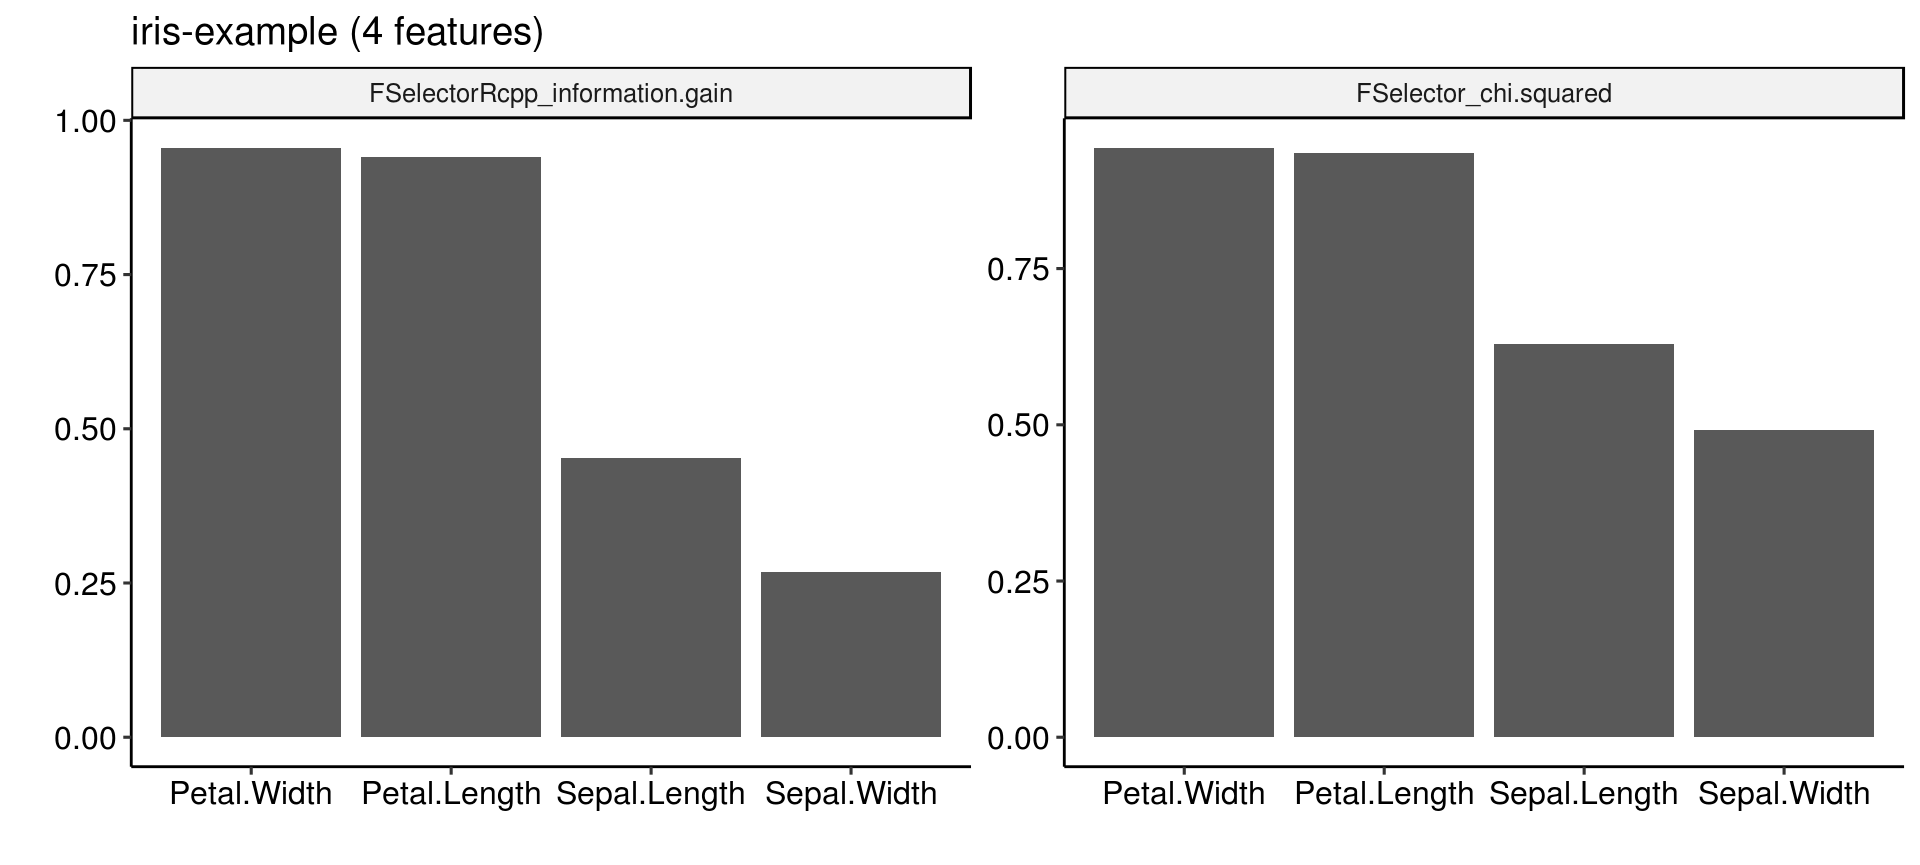 iris-example (4 features)
FSelectorRcpp_information.gain
1.00
0.75
0.50
0.25
0.00
Petal.Width Petal.Length Sepal.Length Sepal.Width
FSelector_chi.squared
0.75
0.50
0.25
0.00
Petal.Width Petal.Length Sepal.Length Sepal.Width